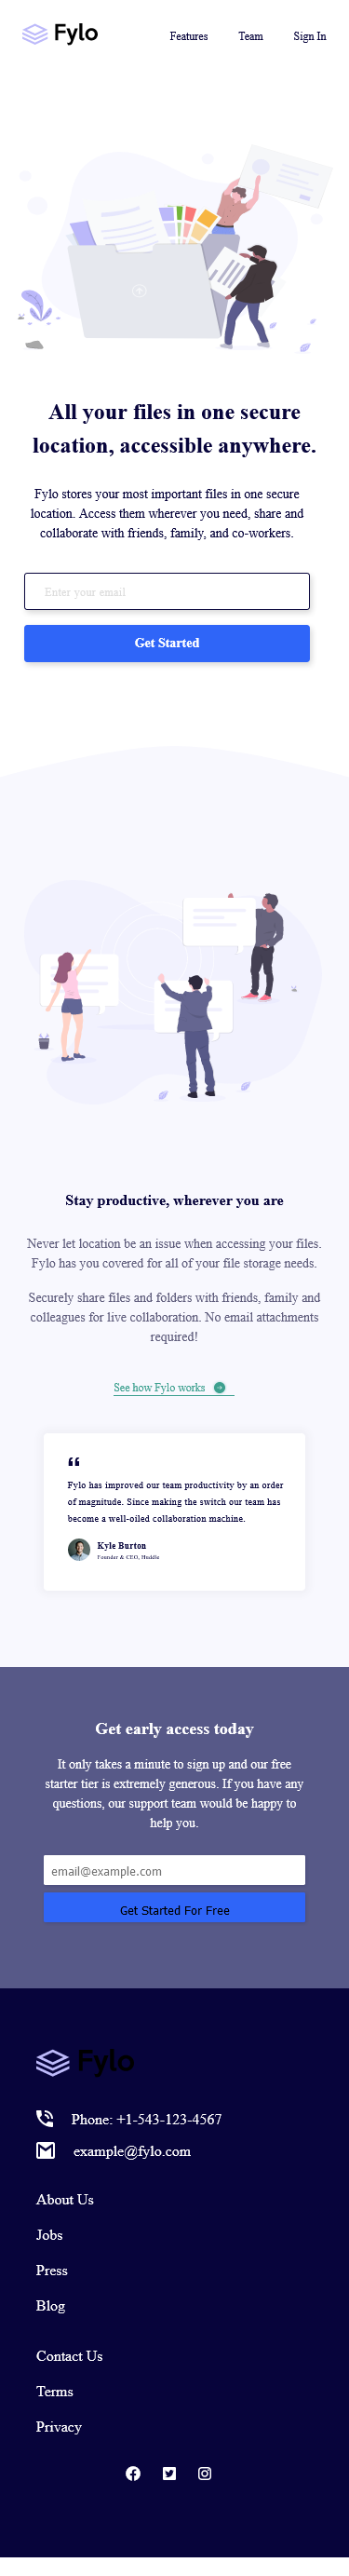 Fylo
Features
Team
Sign In
All your files in one secure
location, accessible anywhere.
Fylo stores your most important files in one secure
location. Access them wherever you need, share and
collaborate with friends, family, and co-workers.
Enter your email
Get Started
Stay productive, wherever you are
Never let location be an issue when accessing your files.
Fylo has you covered for all of your file storage needs.
Securely share files and folders with friends, family and
colleagues for live collaboration. No email attachments
required!
See how Fylo works
“
Fylo has improved our team productivity by an order
of magnitude. Since making the switch our team has
become a well-oiled collaboration machine.
Kyle Burton
Founder & CEO, Huddle
Get early access today
It only takes a minute to sign up and our free
starter tier is extremely generous. If you have any
questions, our support team would be happy to
help you.
email@example.com
Get Started For Free
Fylo
Phone: +1-543-123-4567
example@fylo.com
About Us
Jobs
Press
Blog
Contact Us
Terms
Privacy